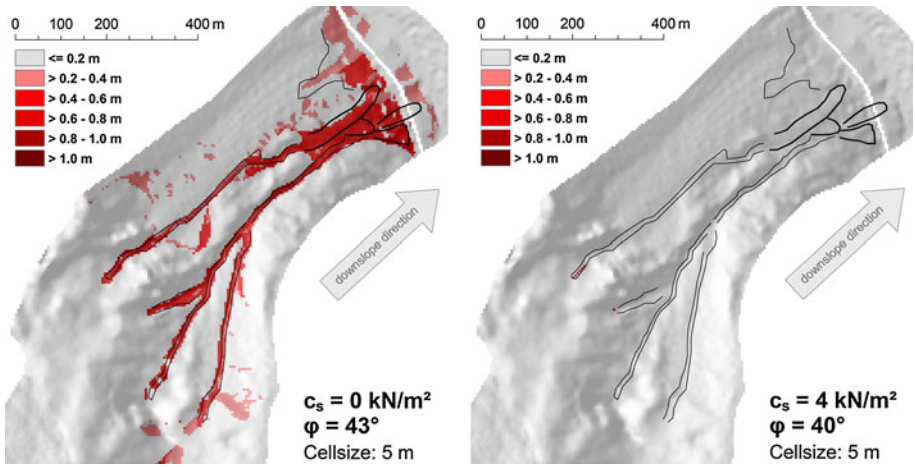 0 100 200 400 m
<= 0.2 m
> 0.2 - 0.4 m
> 0.4 - 0.6 m
> 0.6 - 0.8 m
> 0.8 - 1.0 m
> 1.0 m
downslope direction
cₛ = 0 kN/m²
φ = 43°
Cellsize: 5 m
0 100 200 400 m
<= 0.2 m
> 0.2 - 0.4 m
> 0.4 - 0.6 m
> 0.6 - 0.8 m
> 0.8 - 1.0 m
> 1.0 m
downslope direction
cₛ = 4 kN/m²
φ = 40°
Cellsize: 5 m